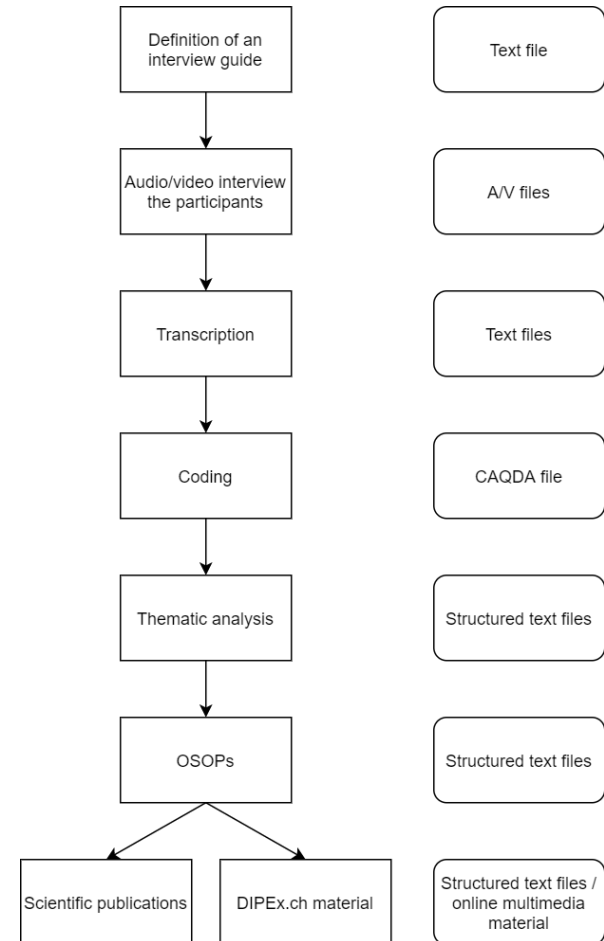 Definition of an
interview guide
Text file
Audio/video interview
the participants
A/V files
Transcription
Text files
Coding
CAQDA file
Thematic analysis
Structured text files
OSOPs
Structured text files
Scientific publications
DIPEx.ch material
Structured text files /
online multimedia
material